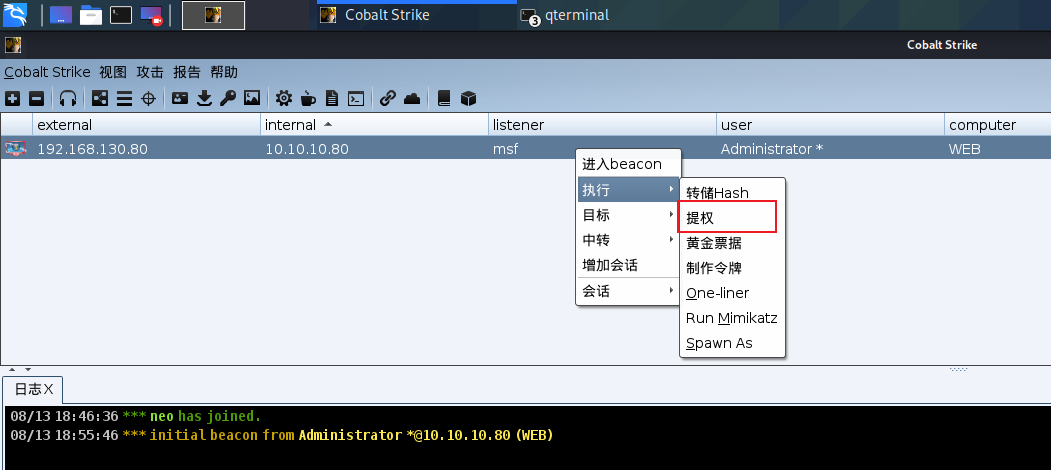 Cobalt Strike
3 qterminal
Cobalt Strike
Cobalt Strike 视图 攻击 报告 帮助
external internal listener user computer
192.168.130.80 10.10.10.80 msf Administrator * WEB
进入beacon
执行
目标
中转
增加会话
会话
转储Hash
提权
黄金票据
制作令牌
One-liner
Run Mimikatz
Spawn As
日志 X
08/13 18:46:36 *** neo has joined.
08/13 18:55:46 *** initial beacon from Administrator *@10.10.10.80 (WEB)